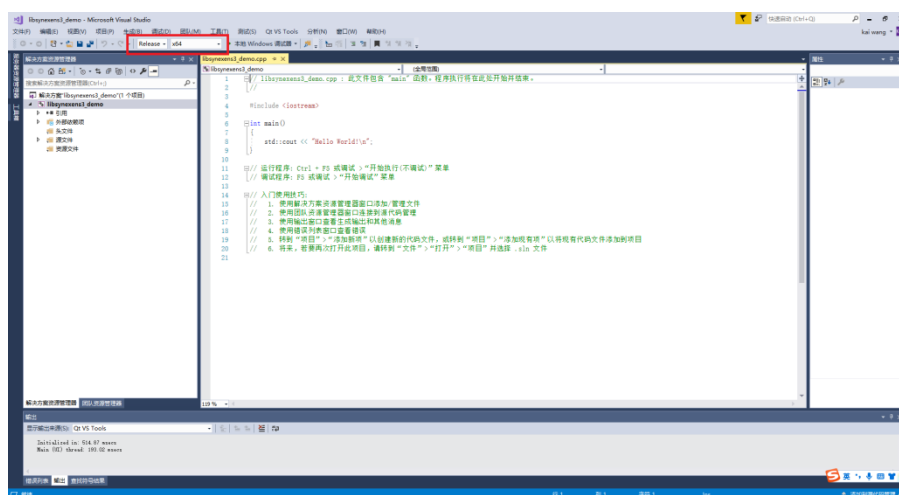 libsynexens3_demo - Microsoft Visual Studio
快速启动 (Ctrl+Q)
文件(F) 编辑(E) 视图(V) 项目(P) 生成(B) 调试(D) 团队(M) 工具(T) 测试(S) Qt VS Tools 分析(N) 窗口(W) 帮助(H)
kai wang
Release x64 本地 Windows 调试器
解决方案资源管理器
搜索解决方案资源管理器(Ctrl+;)
解决方案"libsynexens3_demo"(1 个项目)
libsynexens3_demo
引用
外部依赖项
头文件
源文件
资源文件
解决方案资源管理器 团队资源管理器
libsynexens3_demo.cpp
libsynexens3_demo (全局范围)
1 // libsynexens3_demo.cpp : 此文件包含 "main" 函数。程序执行将在此处开始并结束。
2 //
3
4 #include <iostream>
5
6 int main()
7 {
8 std::cout << "Hello World!\n";
9 }
10
11 // 运行程序: Ctrl + F5 或调试 >"开始执行(不调试)"菜单
12 // 调试程序: F5 或调试 >"开始调试"菜单
13
14 // 入门使用技巧:
15 // 1. 使用解决方案资源管理器窗口添加/管理文件
16 // 2. 使用团队资源管理器窗口连接到源代码管理
17 // 3. 使用输出窗口查看生成输出和其他消息
18 // 4. 使用错误列表窗口查看错误
19 // 5. 转到"项目">"添加新项"以创建新的代码文件，或转到"项目">"添加现有项"以将现有代码文件添加到项目
20 // 6. 将来，若要再次打开此项目，请转到"文件">"打开">"项目"并选择 .sln 文件
21
119 %
属性
输出
显示输出来源(S): Qt VS Tools
Main (UI) thread: 193.02 msecs
错误列表 输出 查找符号结果
英